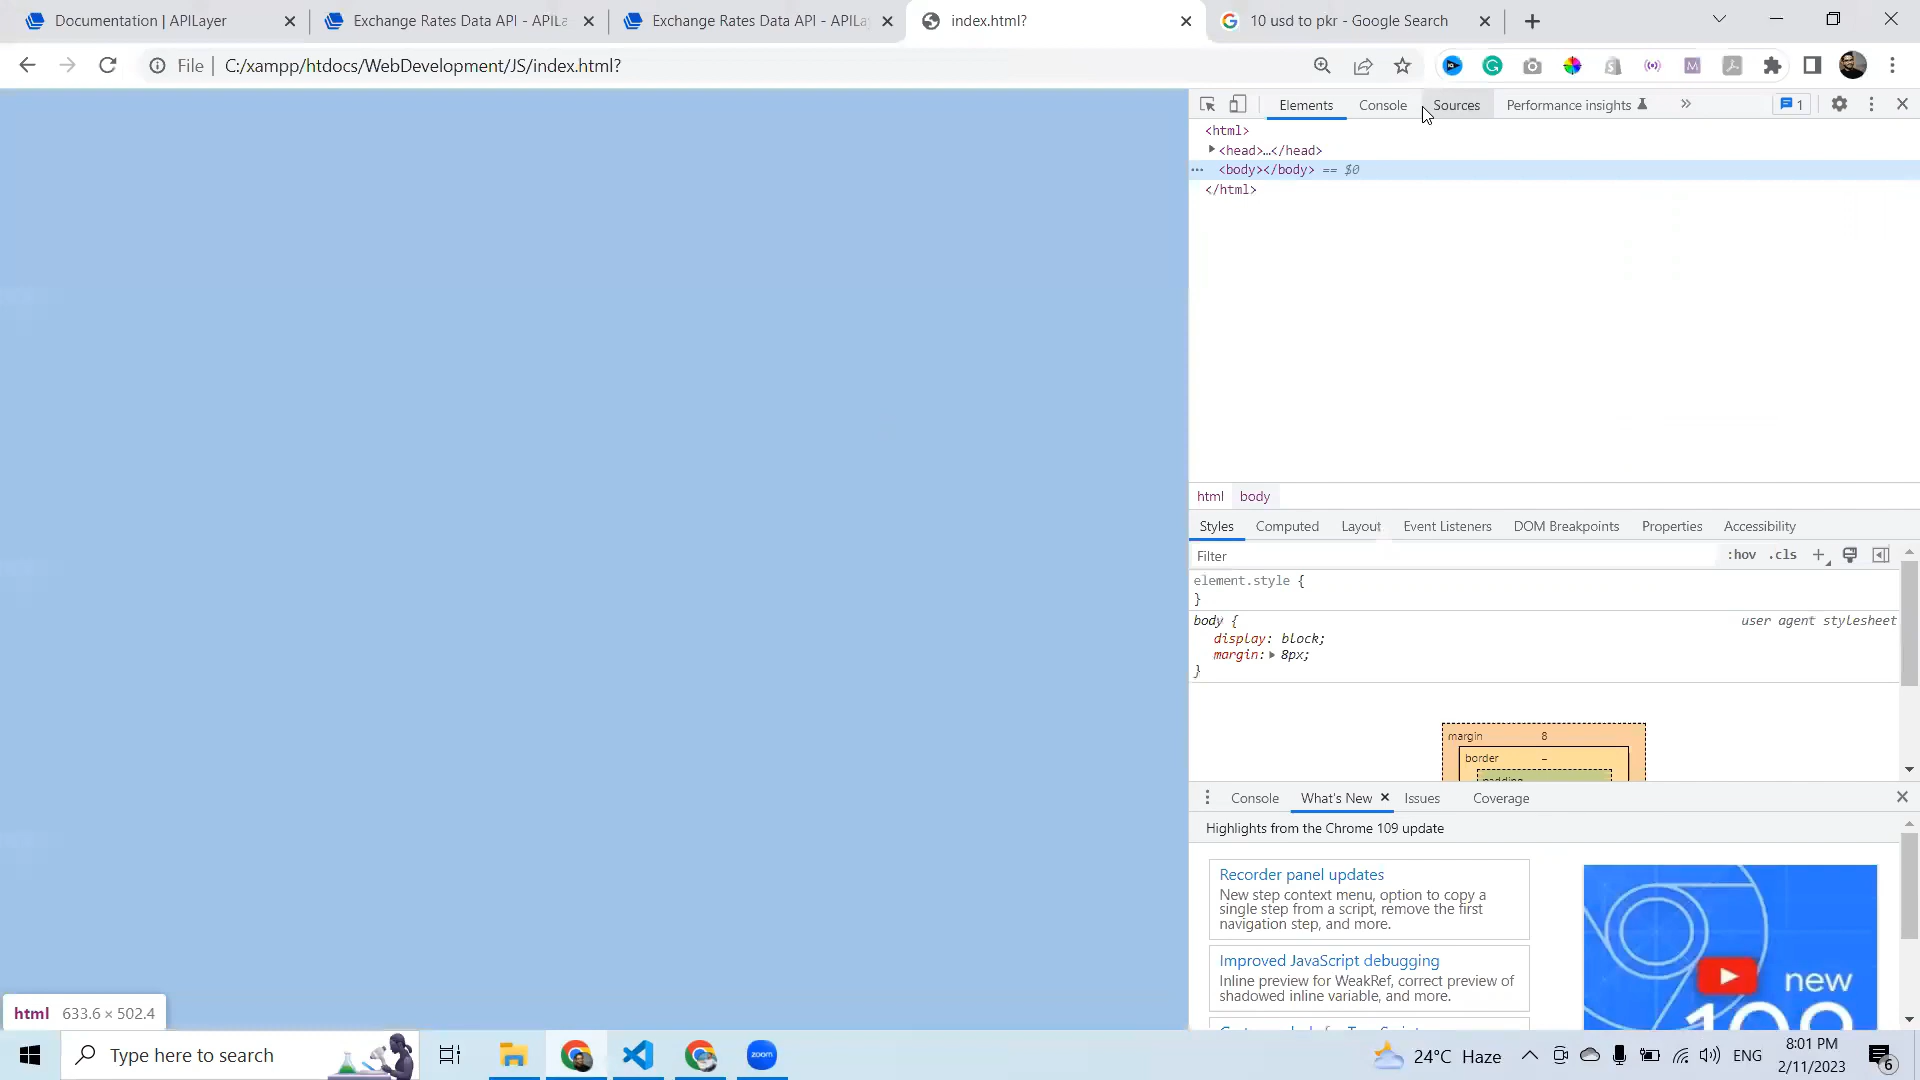 Documentation | APILayer
Exchange Rates Data API - APILa
Exchange Rates Data API - APILa
index.html?
10 usd to pkr - Google Search
File | C:/xampp/htdocs/WebDevelopment/JS/index.html?
Elements Console Sources Performance insights 1
<html>
<head>…</head>
<body></body> == $0
</html>
html body
Styles Computed Layout Event Listeners DOM Breakpoints Properties Accessibility
Filter :hov .cls
element.style {
}
body { user agent stylesheet
display: block;
margin: 8px;
}
margin 8
border –
padding
Console What's New Issues Coverage
Highlights from the Chrome 109 update
Recorder panel updates
New step context menu, option to copy a
single step from a script, remove the first
navigation step, and more.
Improved JavaScript debugging
Inline preview for WeakRef, correct preview of
shadowed inline variable, and more.
new
109
html 633.6 × 502.4
Type here to search
zoom
24°C Haze
ENG
8:01 PM
2/11/2023
6